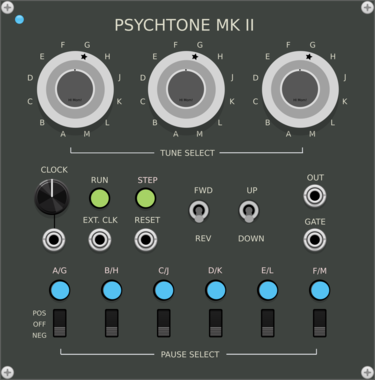 PSYCHTONE MK II
F G F G F G
E H E H E H
D J D J D J
C K C K C K
B L B L B L
A M A M A M
TUNE SELECT
CLOCK RUN STEP FWD UP OUT
EXT. CLK RESET REV DOWN GATE
A/G B/H C/J D/K E/L F/M
POS
OFF
NEG
PAUSE SELECT